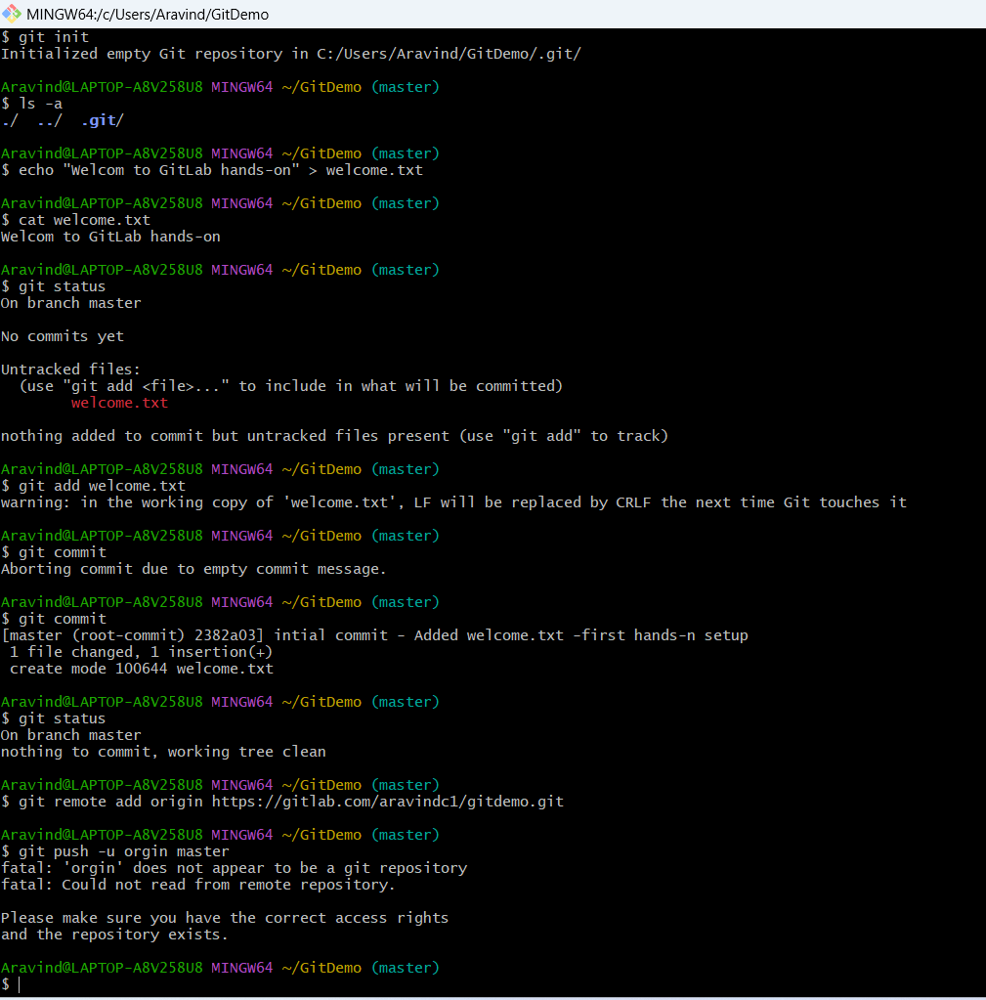 MINGW64:/c/Users/Aravind/GitDemo
$ git init
Initialized empty Git repository in C:/Users/Aravind/GitDemo/.git/
Aravind@LAPTOP-A8V258U8 MINGW64 ~/GitDemo (master)
$ ls -a
./  ../  .git/
Aravind@LAPTOP-A8V258U8 MINGW64 ~/GitDemo (master)
$ echo "Welcom to GitLab hands-on" > welcome.txt
Aravind@LAPTOP-A8V258U8 MINGW64 ~/GitDemo (master)
$ cat welcome.txt
Welcom to GitLab hands-on
Aravind@LAPTOP-A8V258U8 MINGW64 ~/GitDemo (master)
$ git status
On branch master
No commits yet
Untracked files:
  (use "git add <file>..." to include in what will be committed)
        welcome.txt
nothing added to commit but untracked files present (use "git add" to track)
Aravind@LAPTOP-A8V258U8 MINGW64 ~/GitDemo (master)
$ git add welcome.txt
warning: in the working copy of 'welcome.txt', LF will be replaced by CRLF the next time Git touches it
Aravind@LAPTOP-A8V258U8 MINGW64 ~/GitDemo (master)
$ git commit
Aborting commit due to empty commit message.
Aravind@LAPTOP-A8V258U8 MINGW64 ~/GitDemo (master)
$ git commit
[master (root-commit) 2382a03] intial commit - Added welcome.txt -first hands-n setup
 1 file changed, 1 insertion(+)
 create mode 100644 welcome.txt
Aravind@LAPTOP-A8V258U8 MINGW64 ~/GitDemo (master)
$ git status
On branch master
nothing to commit, working tree clean
Aravind@LAPTOP-A8V258U8 MINGW64 ~/GitDemo (master)
$ git remote add origin https://gitlab.com/aravindc1/gitdemo.git
Aravind@LAPTOP-A8V258U8 MINGW64 ~/GitDemo (master)
$ git push -u orgin master
fatal: 'orgin' does not appear to be a git repository
fatal: Could not read from remote repository.
Please make sure you have the correct access rights
and the repository exists.
Aravind@LAPTOP-A8V258U8 MINGW64 ~/GitDemo (master)
$